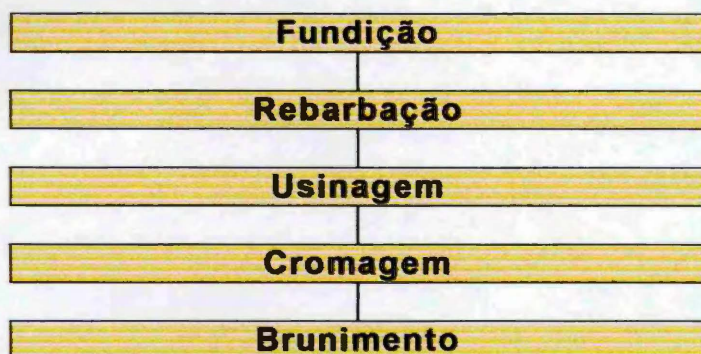 Fundição
Rebarbação
Usinagem
Cromagem
Brunimento